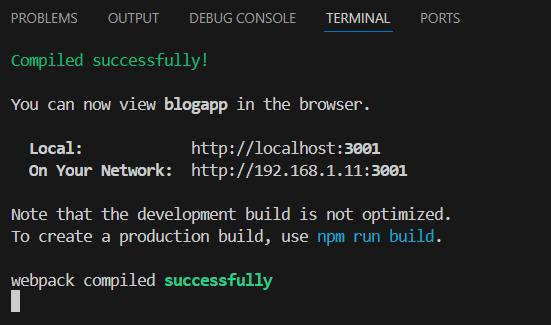 PROBLEMS OUTPUT DEBUG CONSOLE TERMINAL PORTS
Compiled successfully!
You can now view blogapp in the browser.
Local: http://localhost:3001
On Your Network: http://192.168.1.11:3001
Note that the development build is not optimized.
To create a production build, use npm run build.
webpack compiled successfully